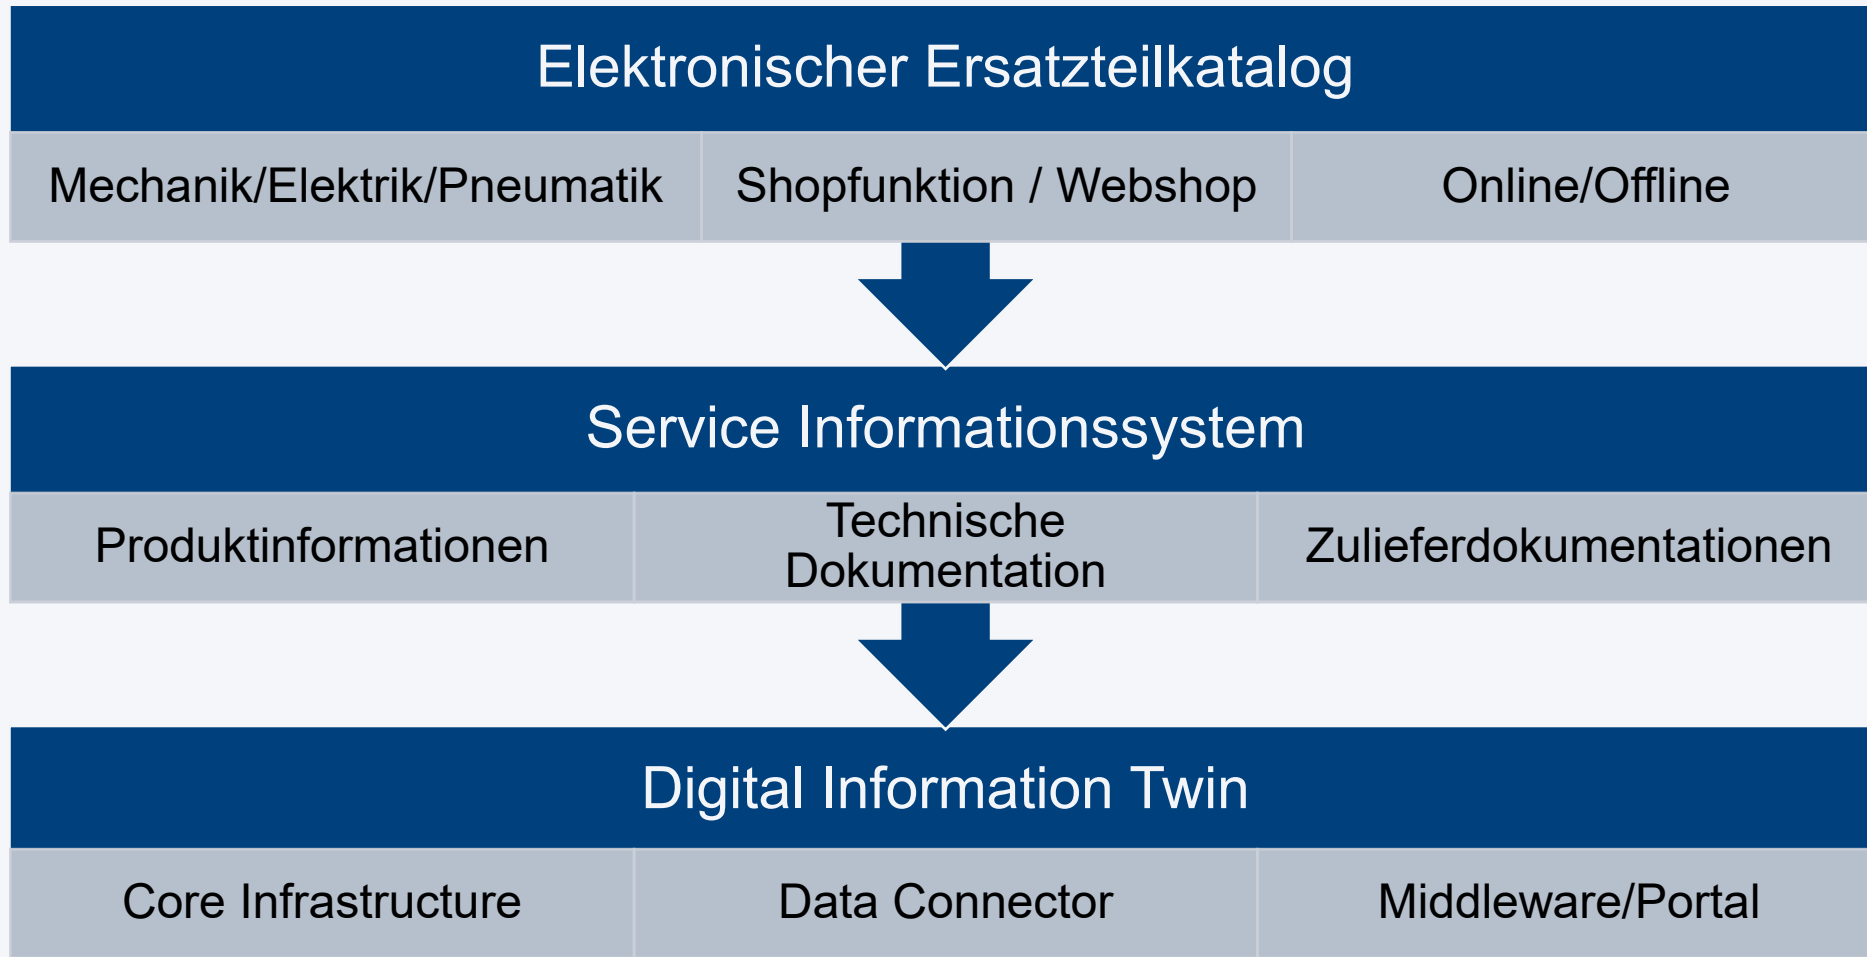 Elektronischer Ersatzteilkatalog
Mechanik/Elektrik/Pneumatik
Shopfunktion / Webshop
Online/Offline
Service Informationssystem
Produktinformationen
Technische
Dokumentation
Zulieferdokumentationen
Digital Information Twin
Core Infrastructure
Data Connector
Middleware/Portal